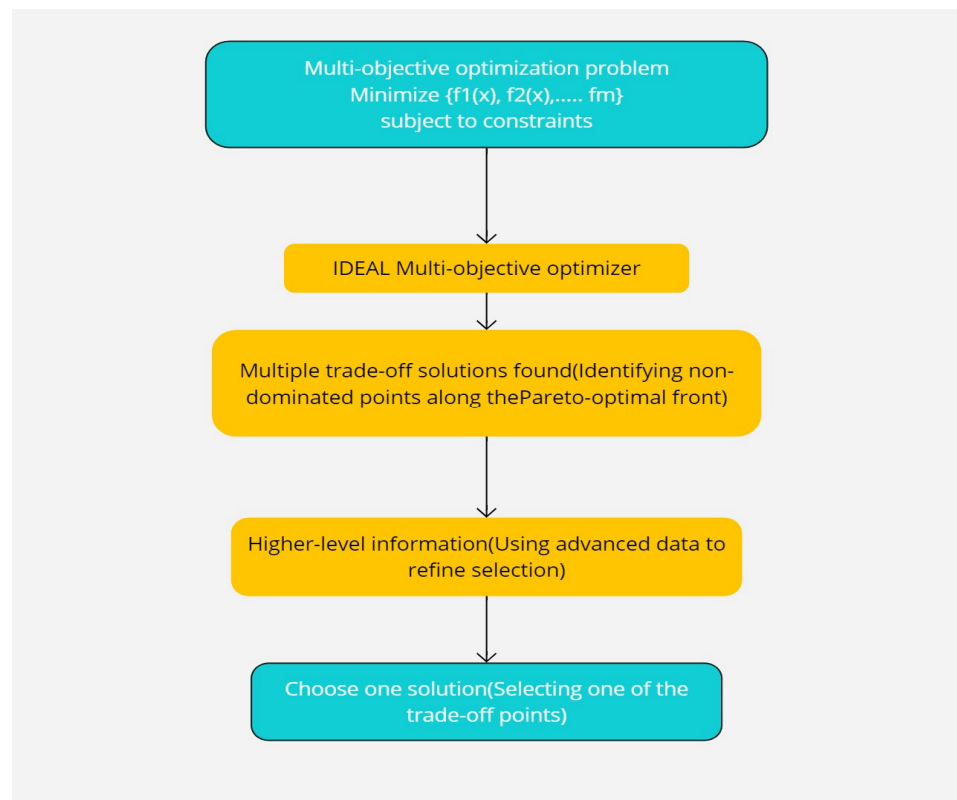 Multi-objective optimization problem
Minimize {f1(x), f2(x),..... fm}
subject to constraints
IDEAL Multi-objective optimizer
Multiple trade-off solutions found(Identifying non-
dominated points along thePareto-optimal front)
Higher-level information(Using advanced data to
refine selection)
Choose one solution(Selecting one of the
trade-off points)